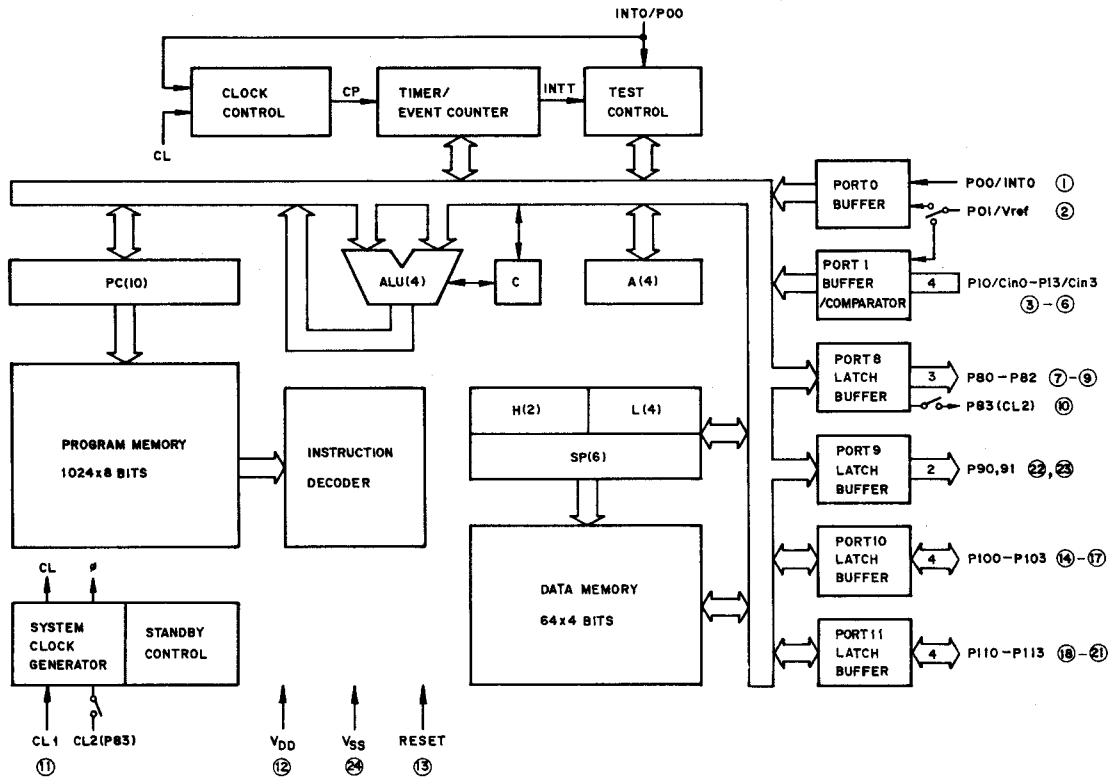 INT0/P00
CLOCK
CONTROL
CP
TIMER/
EVENT COUNTER
INTT
TEST
CONTROL
CL
PORT0
BUFFER
P00/INT0 ①
P01/Vref ②
PORT1
BUFFER
/COMPARATOR
4
P10/Cin0-P13/Cin3
③-⑥
PC(10)
ALU(4)
C
A(4)
PORT8
LATCH
BUFFER
3
P80-P82 ⑦-⑨
P83(CL2) ⑩
PROGRAM MEMORY
1024x8 BITS
INSTRUCTION
DECODER
H(2)
L(4)
SP(6)
PORT9
LATCH
BUFFER
2
P90,91 ㉒,㉓
DATA MEMORY
64x4 BITS
PORT10
LATCH
BUFFER
4
P100-P103 ⑭-⑰
PORT11
LATCH
BUFFER
4
P110-P113 ⑱-㉑
CL
ø
SYSTEM
CLOCK
GENERATOR
STANDBY
CONTROL
CL1
⑪
CL2(P83)
VDD
⑫
VSS
㉔
RESET
⑬